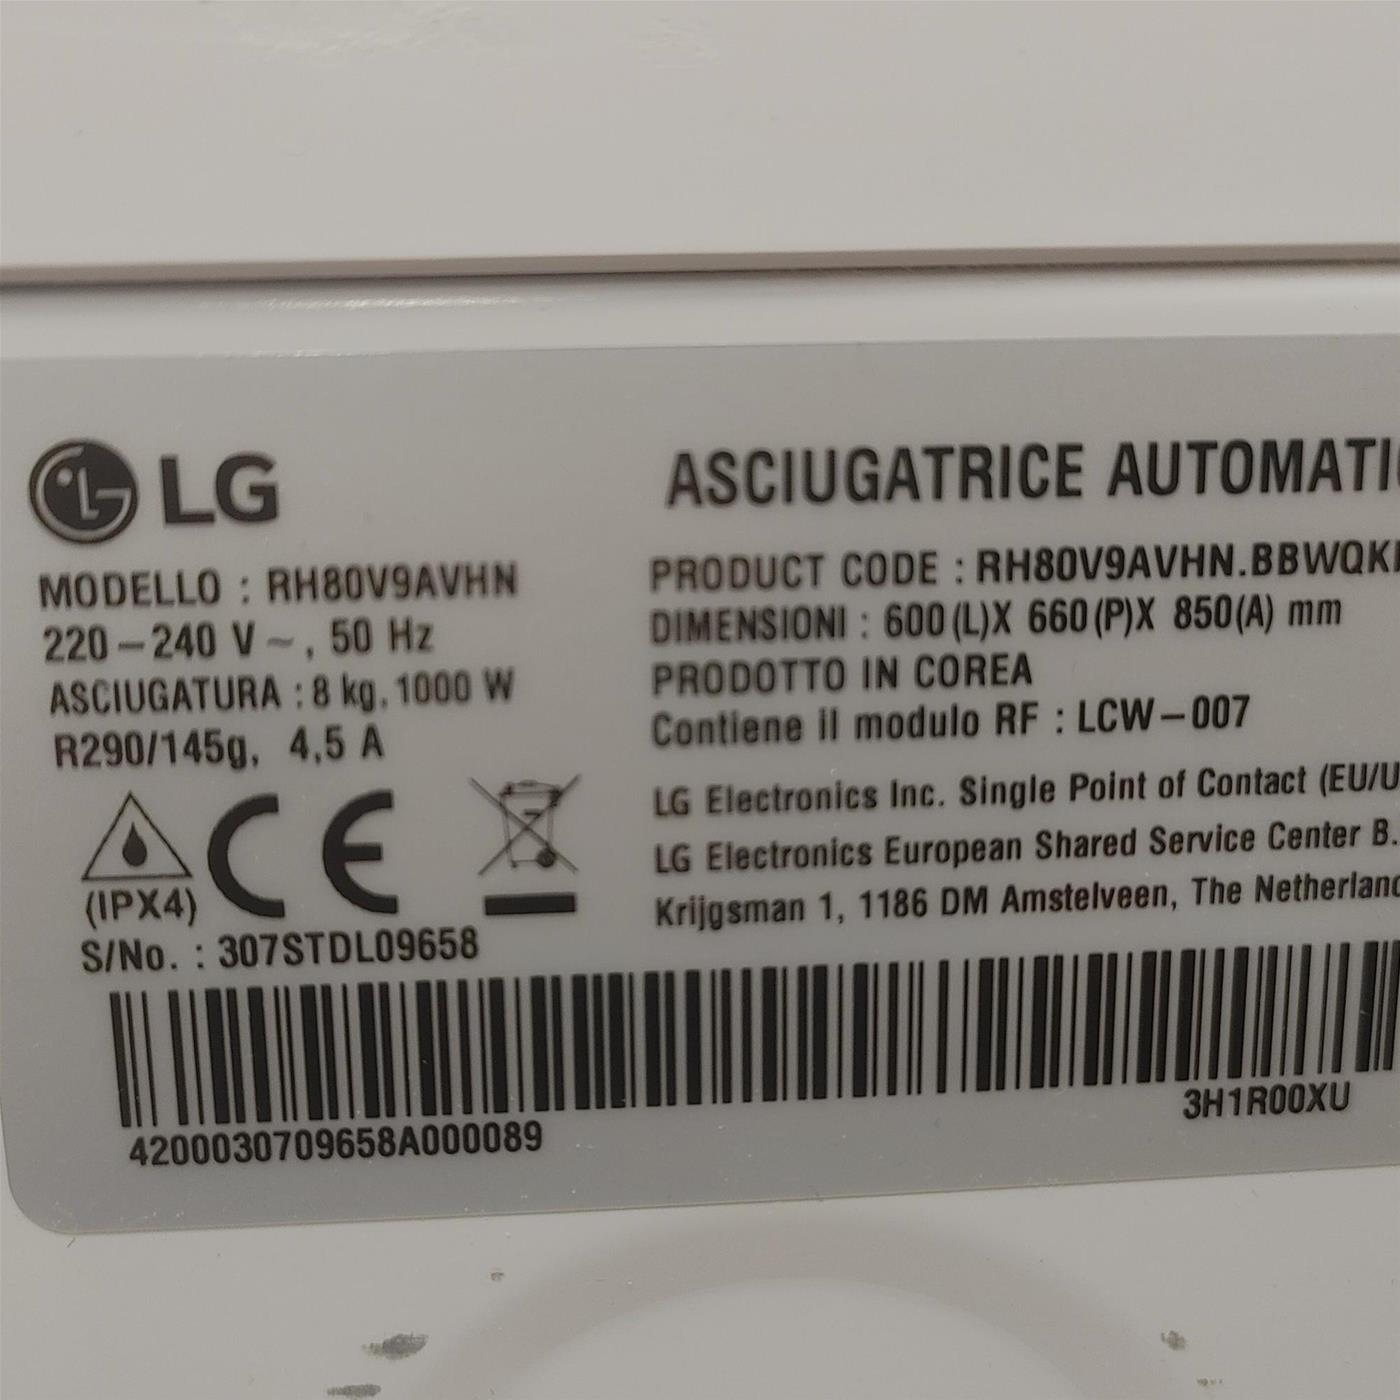 LG
ASCIUGATRICE AUTOMATI
MODELLO : RH80V9AVHN
220-240 V ~, 50 Hz
ASCIUGATURA : 8 kg, 1000 W
R290/145g, 4,5 A
PRODUCT CODE : RH80V9AVHN.BBWQK
DIMENSIONI : 600(L)X 660(P)X 850(A) mm
PRODOTTO IN COREA
Contiene il modulo RF : LCW-007
LG Electronics Inc. Single Point of Contact (EU/U
LG Electronics European Shared Service Center B.
Krijgsman 1, 1186 DM Amstelveen, The Netherland
CE
(IPX4)
S/No. : 307STDL09658
4200030709658A000089
3H1R00XU